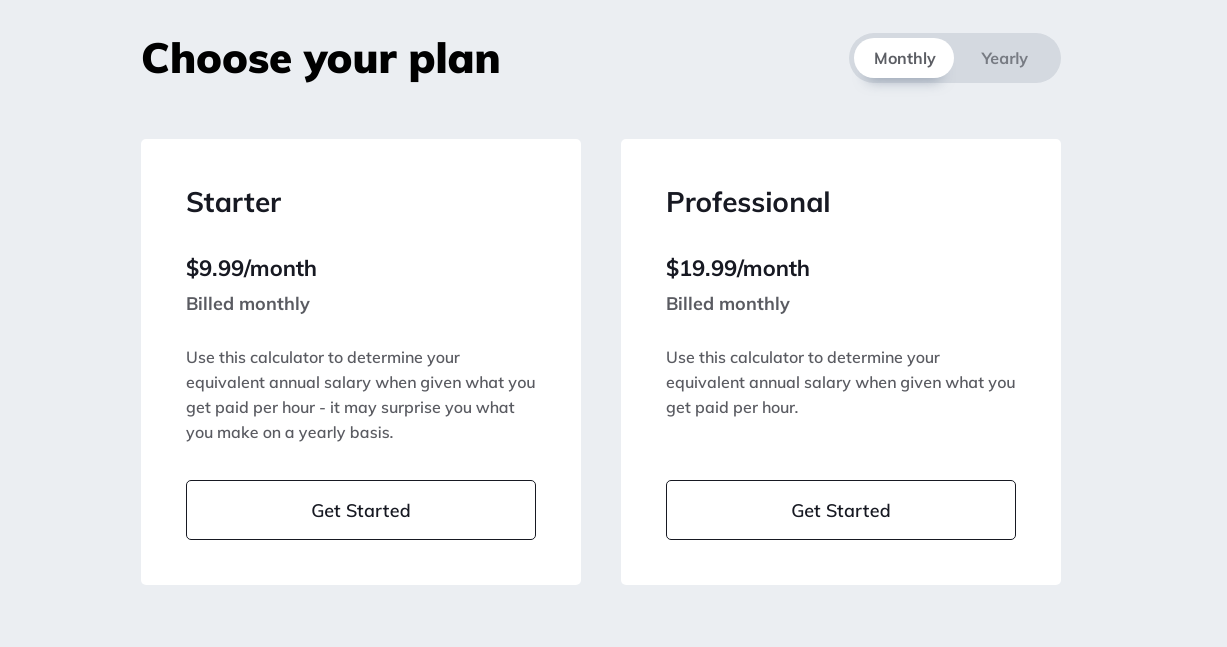 Choose your plan
Monthly
Yearly
Starter
$9.99/month
Billed monthly
Use this calculator to determine your
equivalent annual salary when given what you
get paid per hour - it may surprise you what
you make on a yearly basis.
Get Started
Professional
$19.99/month
Billed monthly
Use this calculator to determine your
equivalent annual salary when given what you
get paid per hour.
Get Started